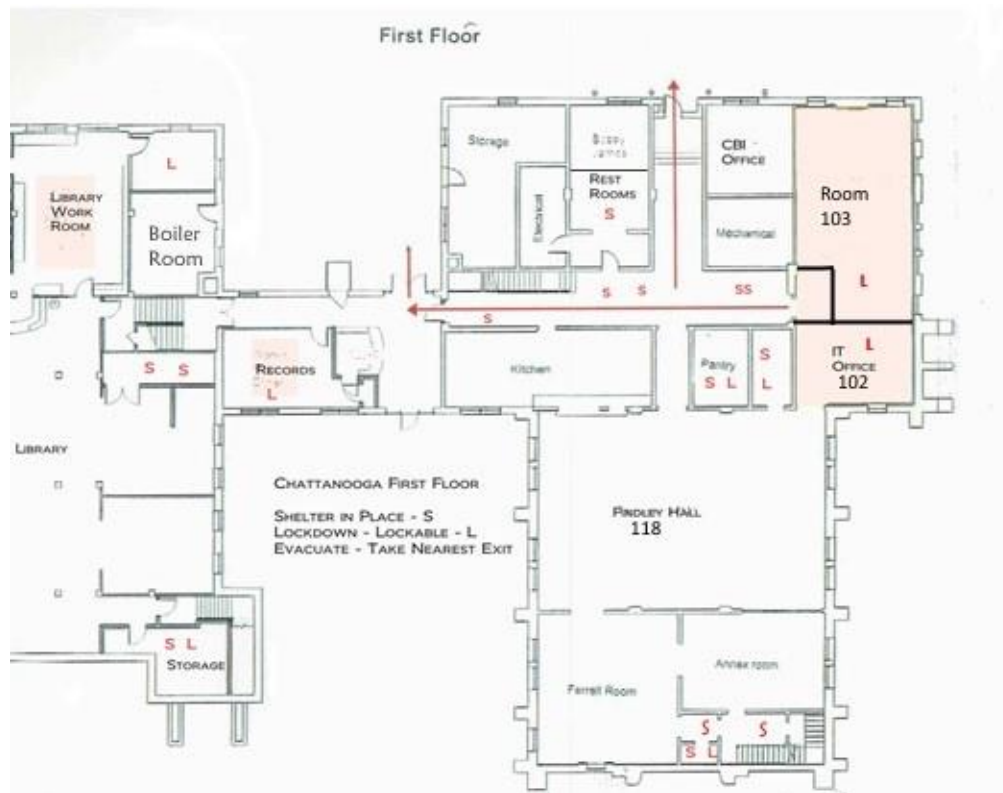 First Floor
Storage
CBI -
OFFICE
REST
ROOMS
S
Electrical
Mechanical
Room
103
L
L
LIBRARY
WORK
ROOM
Boiler
Room
S
S
SS
S
RECORDS
L
Kitchen
Pantry
S L
S
L
IT
OFFICE
102
L
S S
LIBRARY
CHATTANOOGA FIRST FLOOR
SHELTER IN PLACE - S
LOCKDOWN - LOCKABLE - L
EVACUATE - TAKE NEAREST EXIT
PINDLEY HALL
118
S L
STORAGE
Ferrell Room
Annex room
S
S
S L